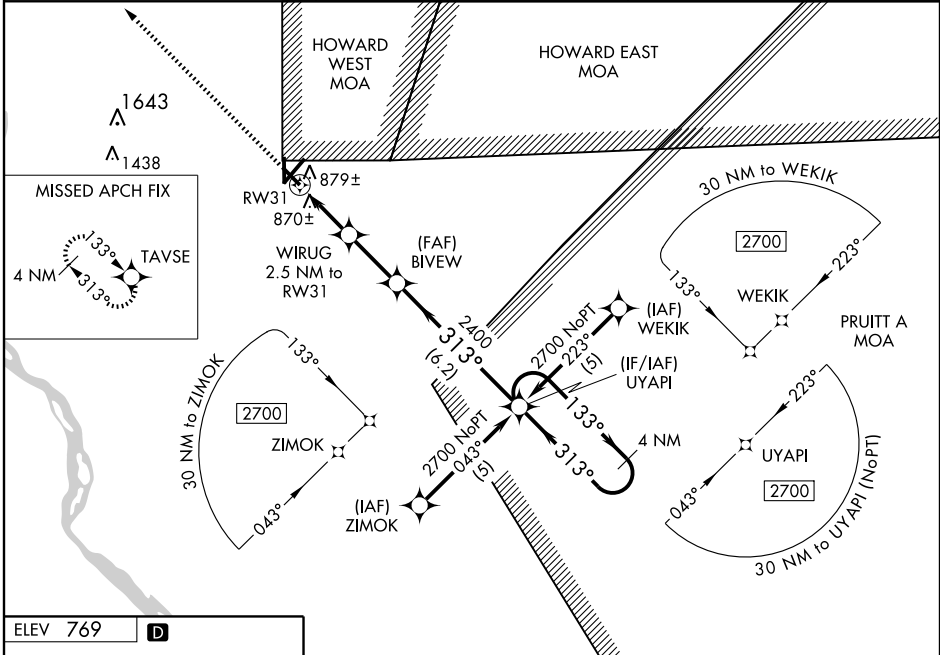 HOWARD
WEST
MOA
HOWARD EAST
MOA
1643
1438
MISSED APCH FIX
133°
TAVSE
4 NM
313°
RW31
879±
870±
WIRUG
2.5 NM to
RW31
(FAF)
BIVEW
2400
313°
(6.2)
2700 NoPT
223°
(5)
(IAF)
WEKIK
(IF/IAF)
UYAPI
133°
313°
4 NM
2700 NoPT
043°
(5)
(IAF)
ZIMOK
30 NM to WEKIK
2700
133°
223°
WEKIK
PRUITT A
MOA
30 NM to ZIMOK
133°
2700
ZIMOK
043°
223°
UYAPI
2700
043°
30 NM to UYAPI (NoPT)
ELEV 769 D